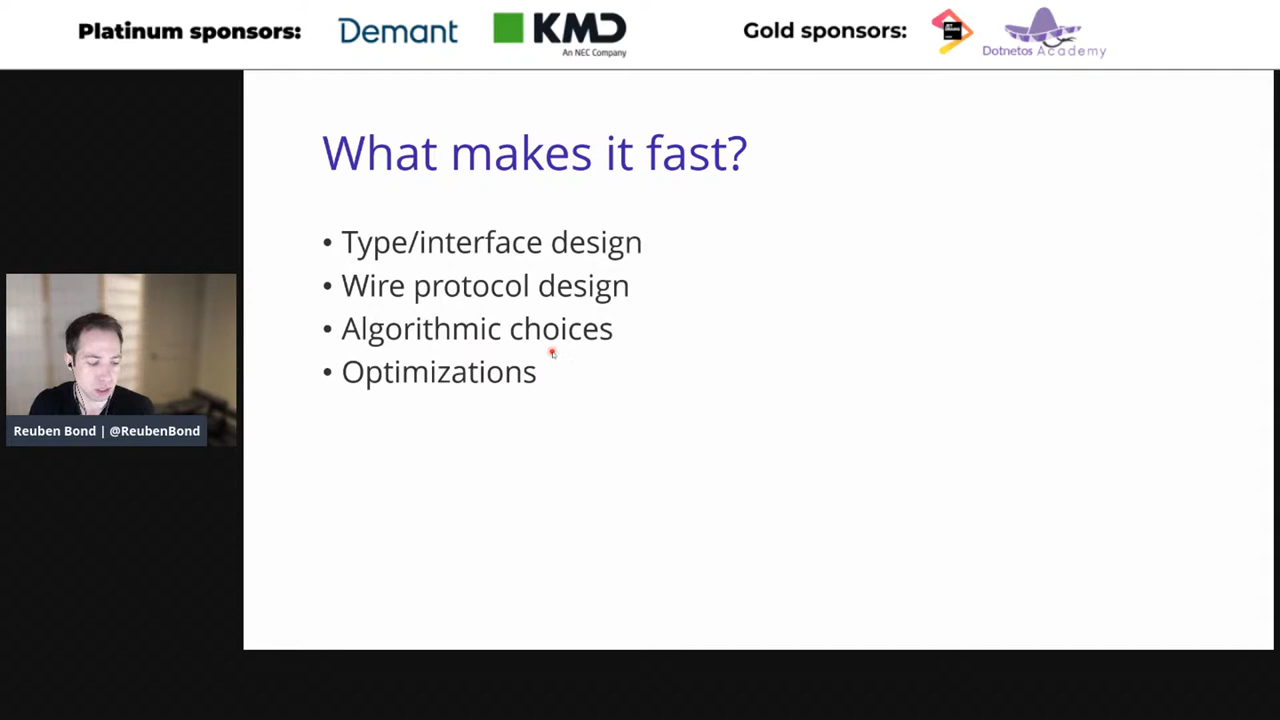 Platinum sponsors:
Demant
KMD
An NEC Company
Gold sponsors:
Dotnetos Academy
What makes it fast?
• Type/interface design
• Wire protocol design
• Algorithmic choices
• Optimizations
Reuben Bond | @ReubenBond